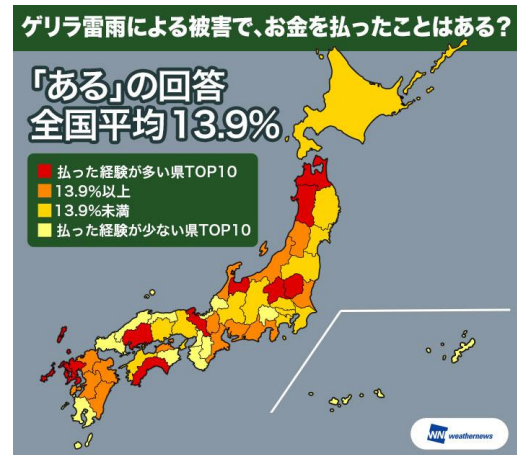 ゲリラ雷雨による被害で、お金を払ったことはある?
「ある」の回答
全国平均13.9%
払った経験が多い県TOP10
13.9%以上
13.9%未満
払った経験が少ない県TOP10
WN weathernews